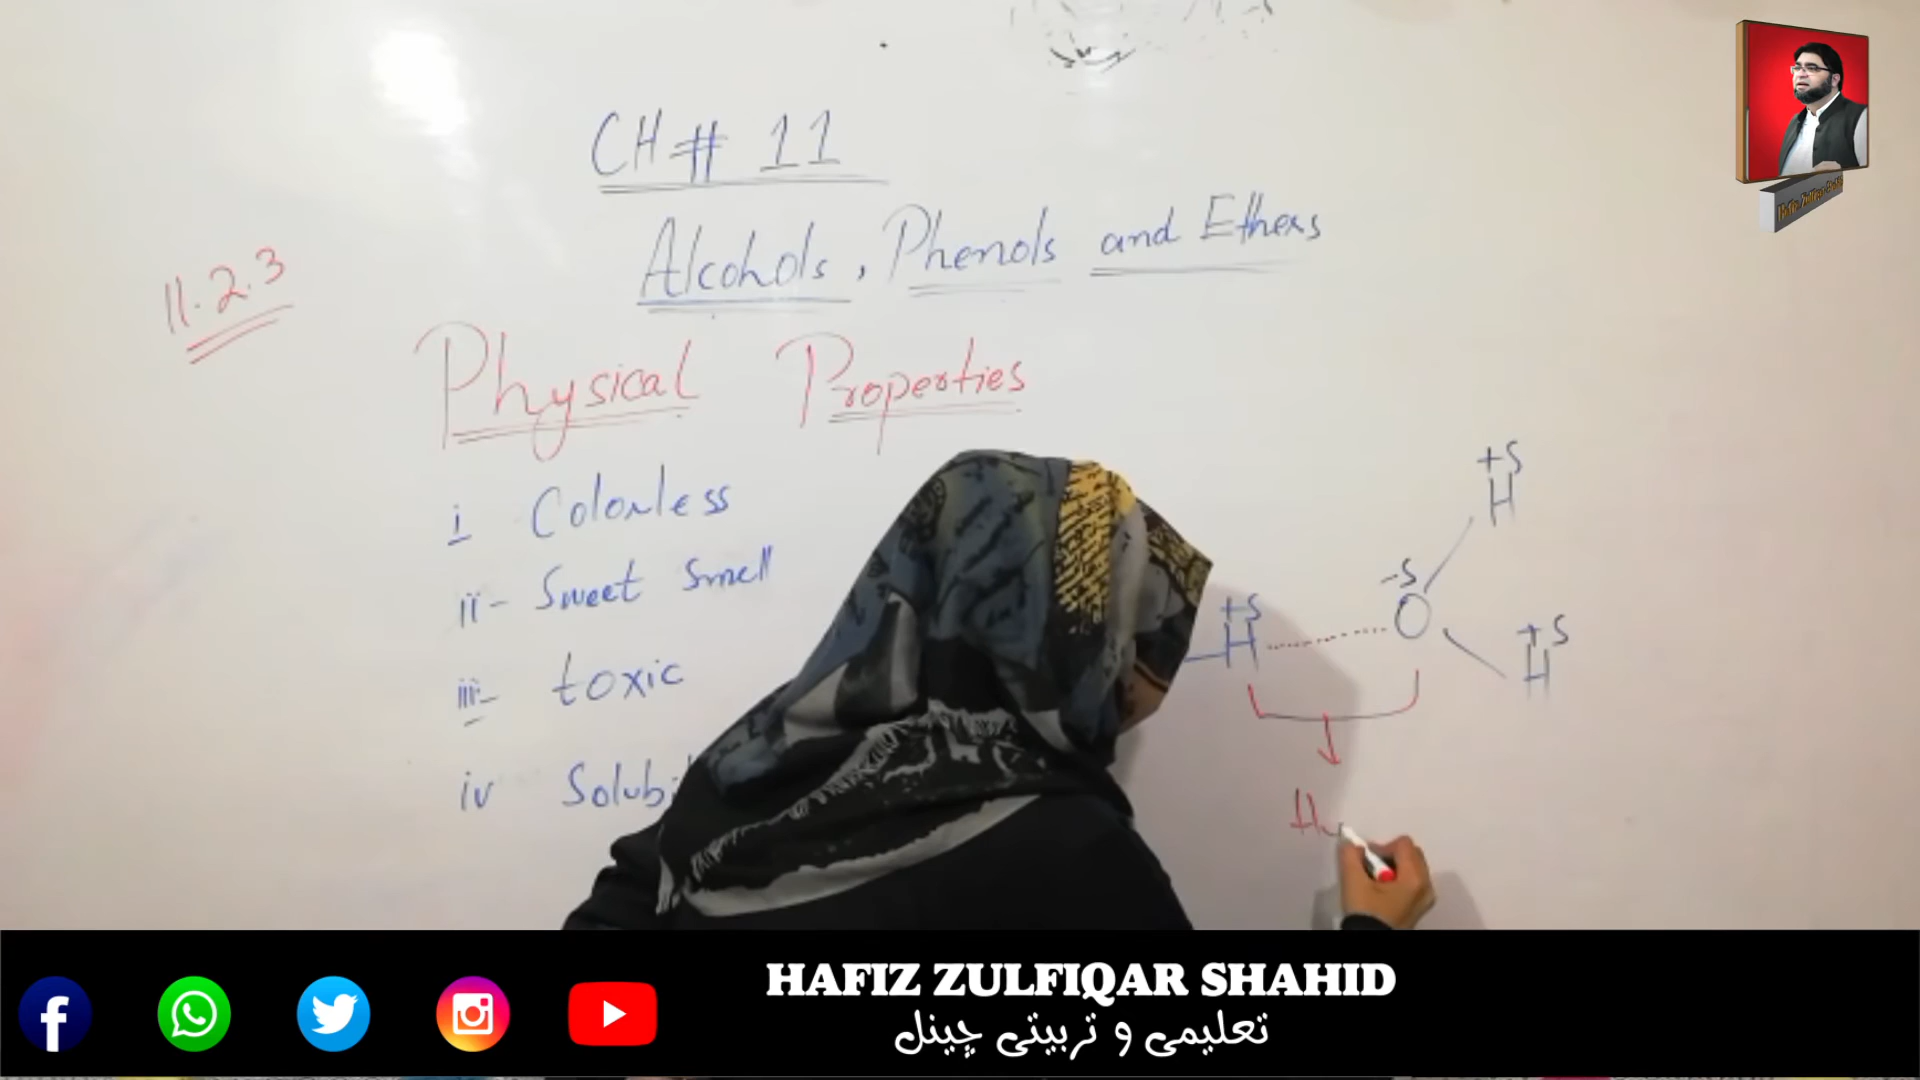 CH # 11
Alcohols, Phenols and Ethers
11.2.3
Physical Properties
i Colorless
ii- Sweet Smell
iii- toxic
iv Solubi
+S
H
-S
O
+S
H
+S
H
HAFIZ ZULFIQAR SHAHID
تعلیمی و تربیتی چینل